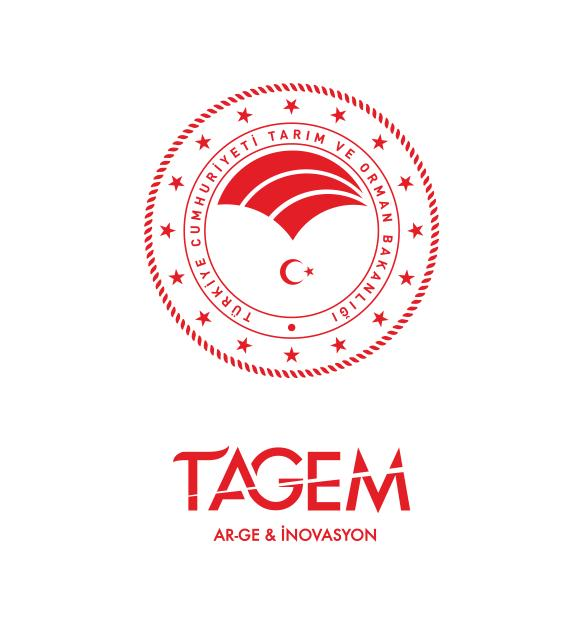 TÜRKİYE CUMHURİYETİ TARIM VE ORMAN BAKANLIĞI
TAGEM
AR-GE & İNOVASYON